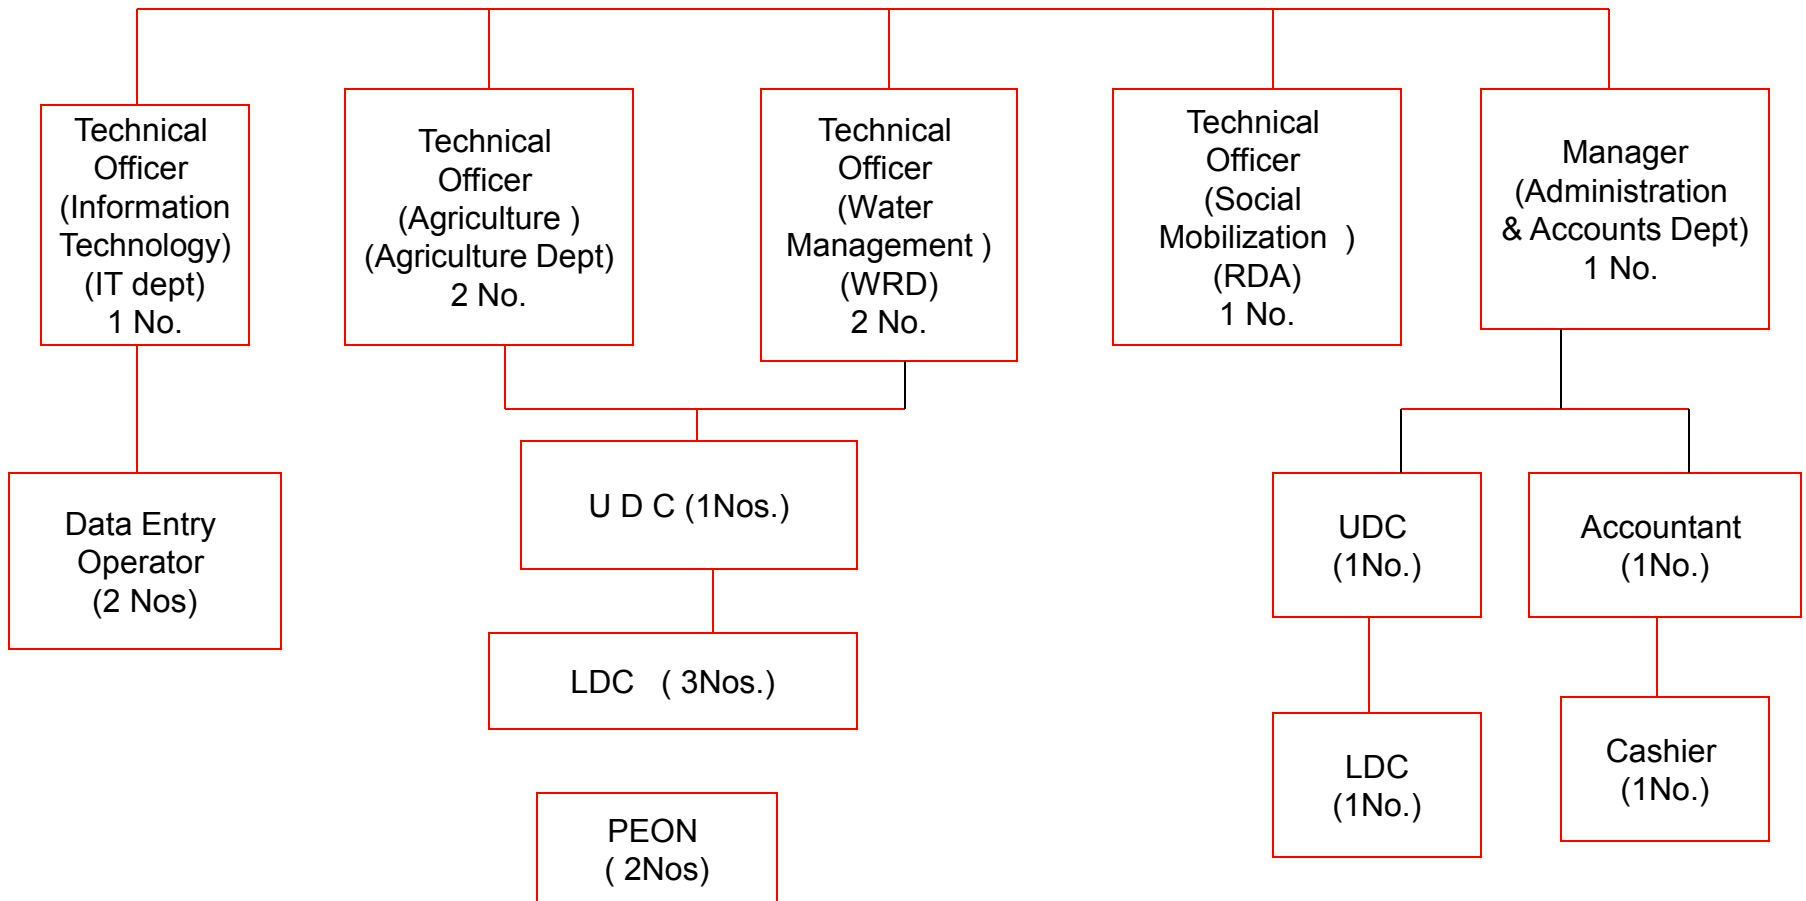 Technical
Officer
(Information
Technology)
(IT dept)
1 No.
Technical
Officer
(Agriculture )
(Agriculture Dept)
2 No.
Technical
Officer
(Water
Management )
(WRD)
2 No.
Technical
Officer
(Social
Mobilization )
(RDA)
1 No.
Manager
(Administration
& Accounts Dept)
1 No.
Data Entry
Operator
(2 Nos)
U D C (1Nos.)
LDC ( 3Nos.)
PEON
( 2Nos)
UDC
(1No.)
Accountant
(1No.)
LDC
(1No.)
Cashier
(1No.)